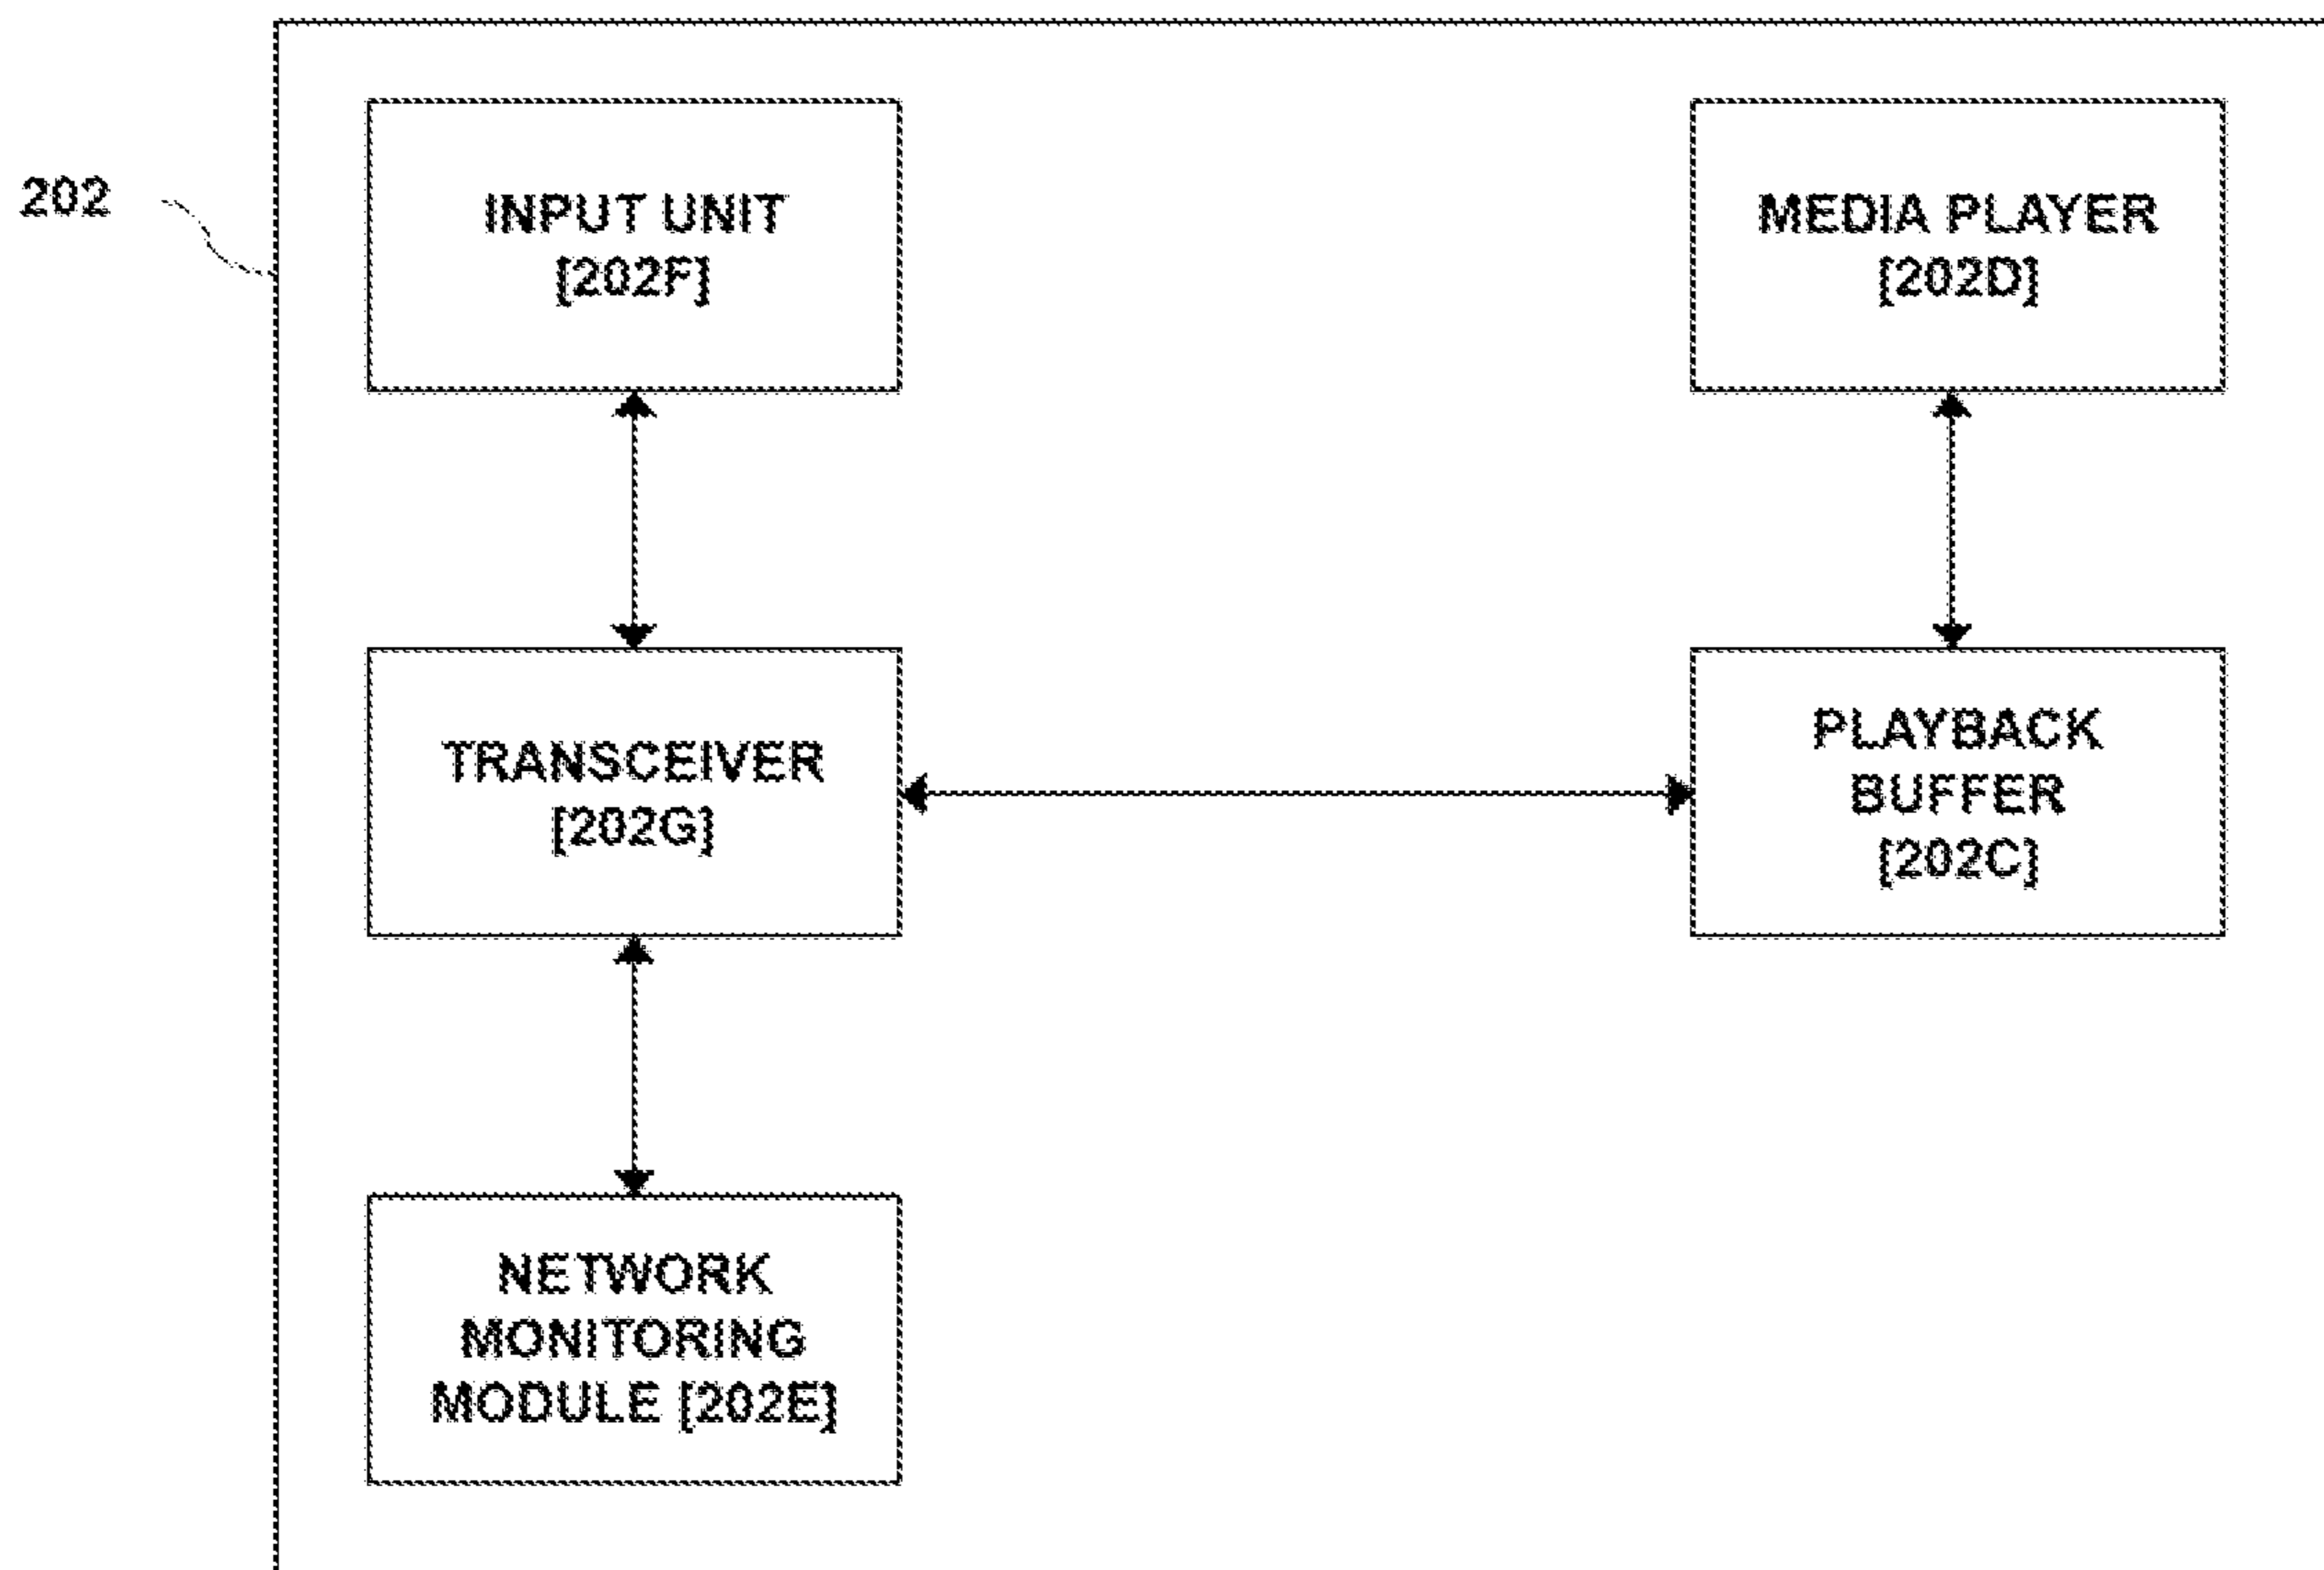 202
INPUT UNIT
[202F]
MEDIA PLAYER
[202D]
TRANSCEIVER
[202G]
PLAYBACK
BUFFER
[202C]
NETWORK
MONITORING
MODULE [202E]